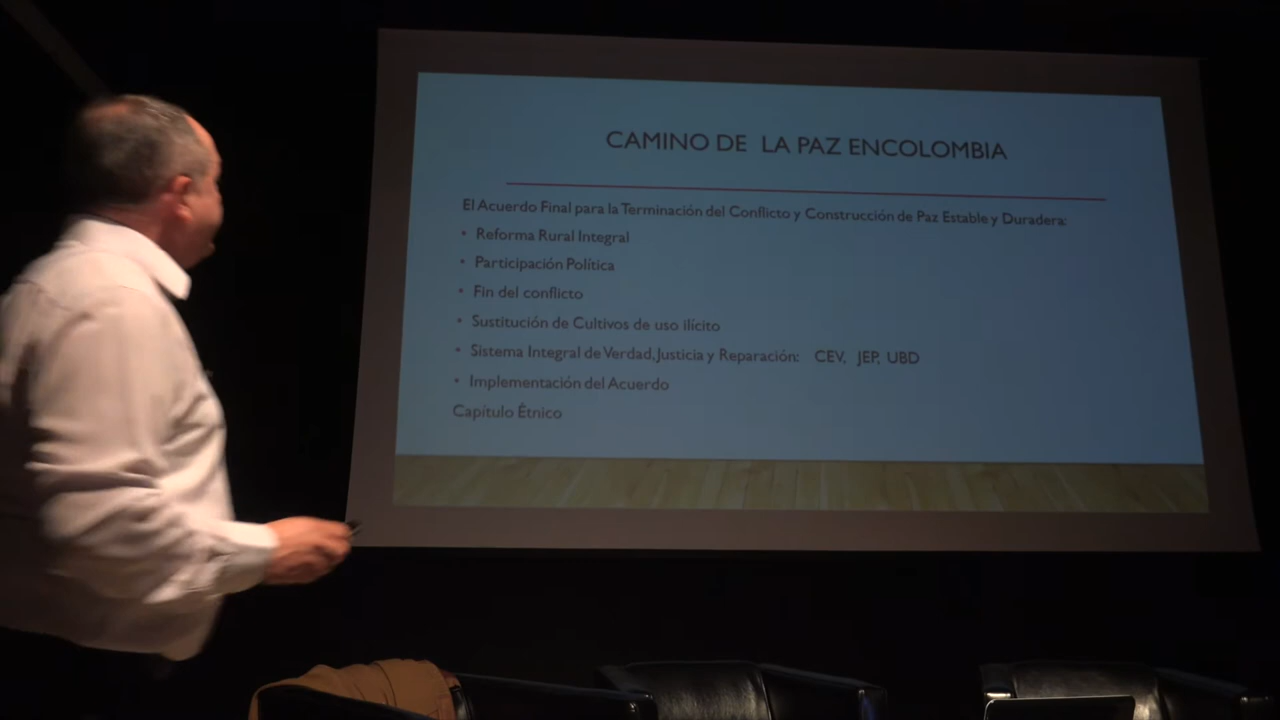 CAMINO DE LA PAZ ENCOLOMBIA
El Acuerdo Final para la Terminación del Conflicto y Construcción de Paz Estable y Duradera:
• Reforma Rural Integral
• Participación Política
• Fin del conflicto
• Sustitución de Cultivos de uso ilícito
• Sistema Integral de Verdad, Justicia y Reparación: CEV, JEP, UBD
• Implementación del Acuerdo
Capítulo Étnico